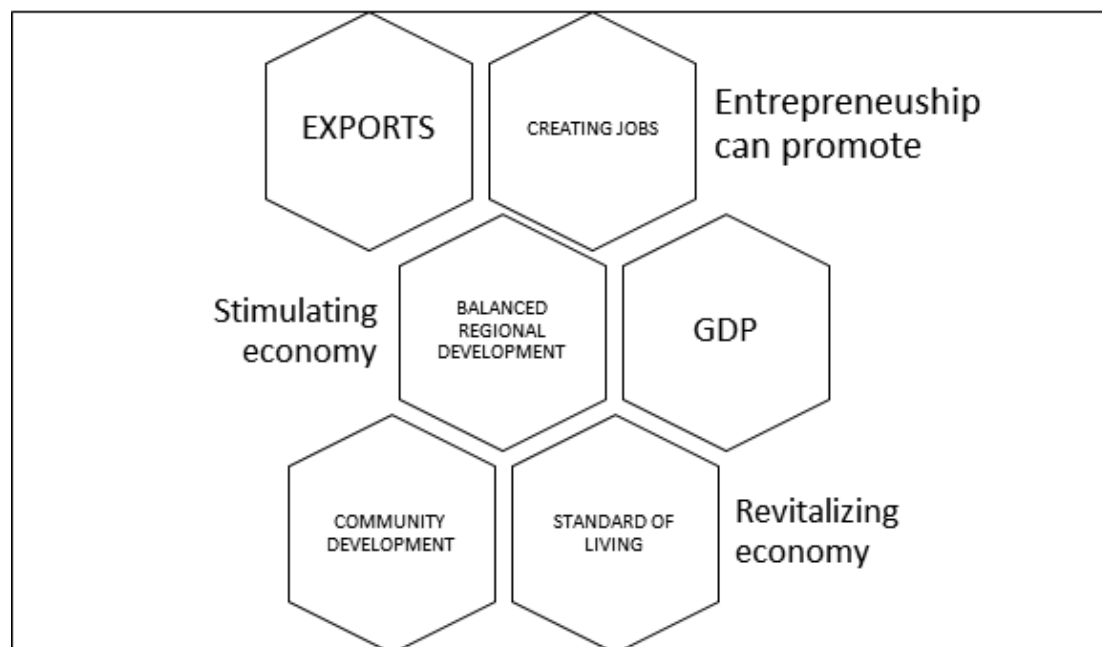 EXPORTS
CREATING JOBS
Entrepreneuship
can promote
Stimulating
economy
BALANCED
REGIONAL
DEVELOPMENT
GDP
COMMUNITY
DEVELOPMENT
STANDARD OF
LIVING
Revitalizing
economy